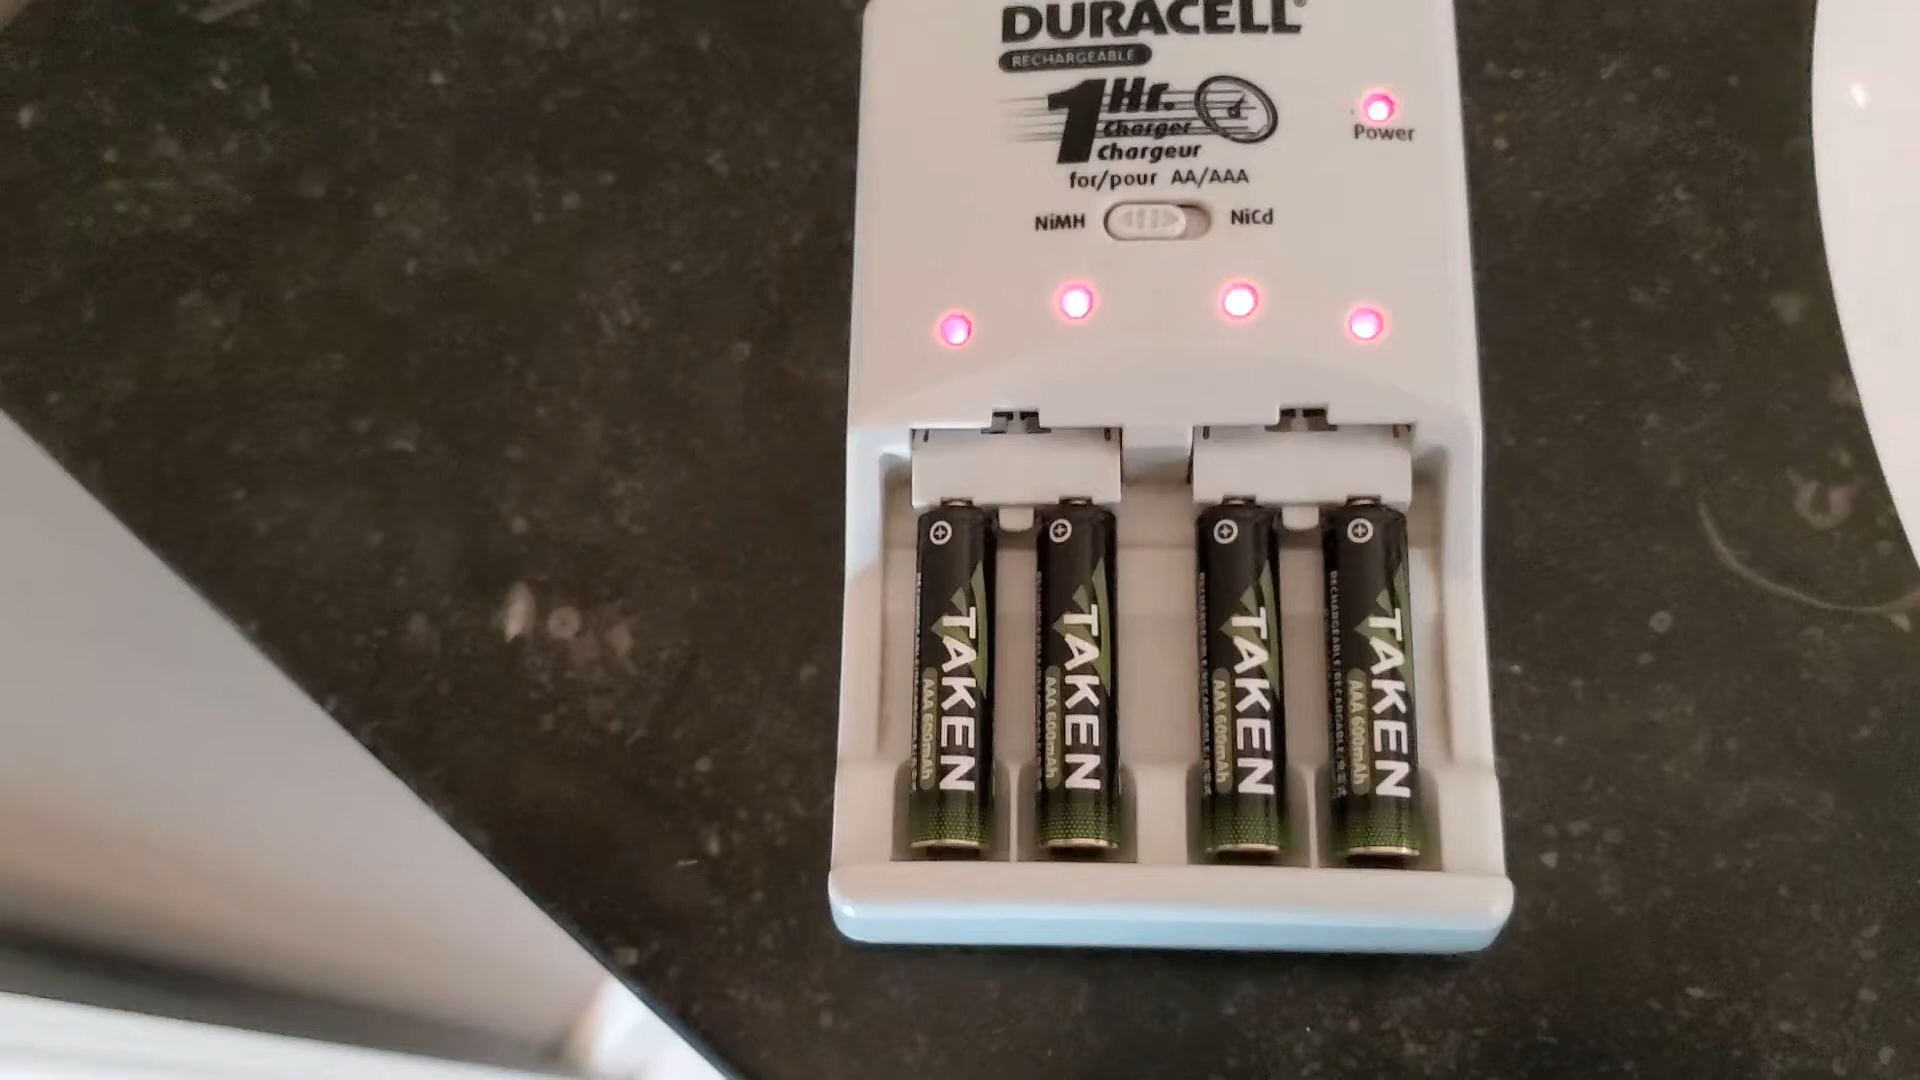 DURACELL®
RECHARGEABLE
1Hr.
Charger
Chargeur
for/pour AA/AAA
Power
NiMH NiCd
TAKEN
AAA 600mAh
TAKEN
AAA 600mAh
TAKEN
AAA 600mAh
RECHARGEABLE
TAKEN
AAA 600mAh